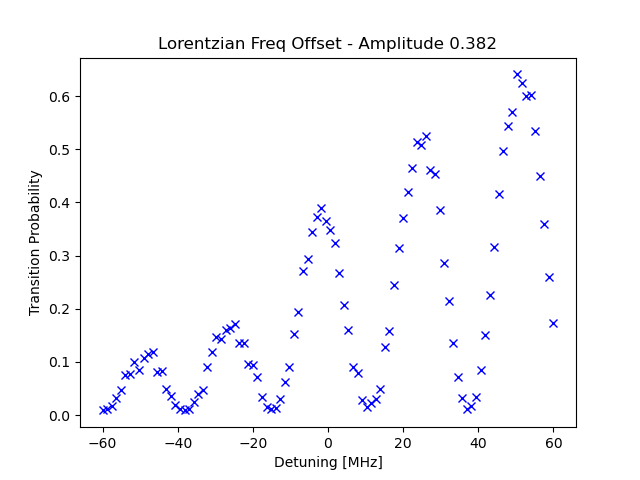 Lorentzian Freq Offset - Amplitude 0.382
Transition Probability
0.6
0.5
0.4
0.3
0.2
0.1
0.0
−60 −40 −20 0 20 40 60
Detuning [MHz]